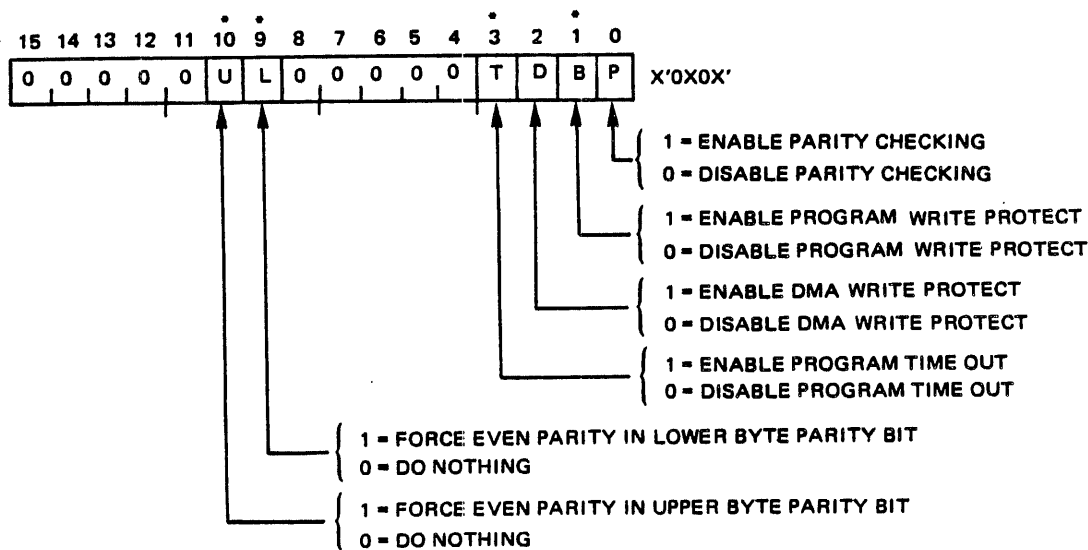 * * * *
15 14 13 12 11 10 9 8 7 6 5 4 3 2 1 0
0 0 0 0 0 U L 0 0 0 0 0 T D B P X'0X0X'
1 = ENABLE PARITY CHECKING
0 = DISABLE PARITY CHECKING
1 = ENABLE PROGRAM WRITE PROTECT
0 = DISABLE PROGRAM WRITE PROTECT
1 = ENABLE DMA WRITE PROTECT
0 = DISABLE DMA WRITE PROTECT
1 = ENABLE PROGRAM TIME OUT
0 = DISABLE PROGRAM TIME OUT
1 = FORCE EVEN PARITY IN LOWER BYTE PARITY BIT
0 = DO NOTHING
1 = FORCE EVEN PARITY IN UPPER BYTE PARITY BIT
0 = DO NOTHING